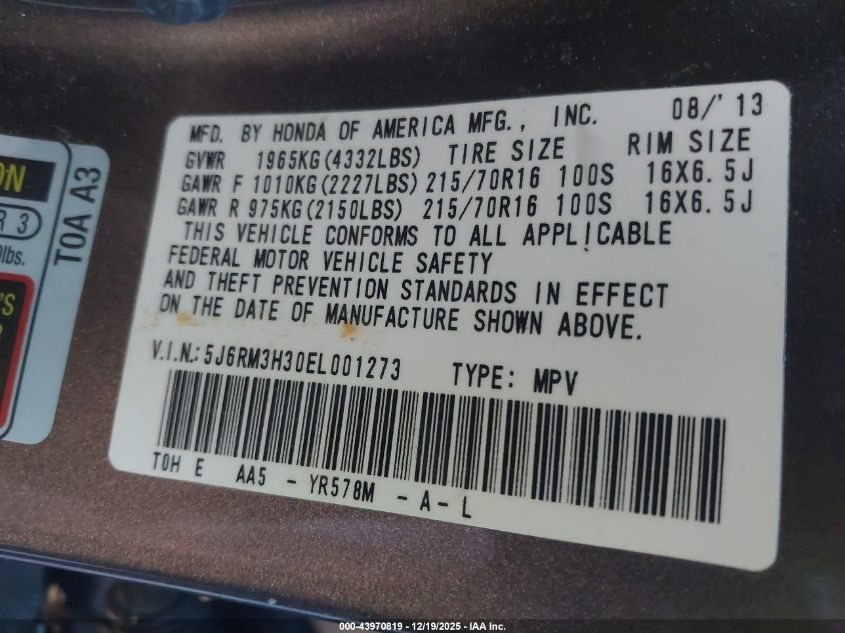 MFD. BY HONDA OF AMERICA MFG., INC. 08/'13
GVWR 1965KG(4332LBS) TIRE SIZE RIM SIZE
GAWR F 1010KG(2227LBS) 215/70R16 100S 16X6.5J
GAWR R 975KG(2150LBS) 215/70R16 100S 16X6.5J
THIS VEHICLE CONFORMS TO ALL APPLICABLE
FEDERAL MOTOR VEHICLE SAFETY
AND THEFT PREVENTION STANDARDS IN EFFECT
ON THE DATE OF MANUFACTURE SHOWN ABOVE.
V.I.N.: 5J6RM3H30EL001273 TYPE: MPV
T0H E AA5 - YR578M - A - L
ON
R 3
lbs.
'S
T0A A3
000-43970819 - 12/19/2025 - IAA Inc.